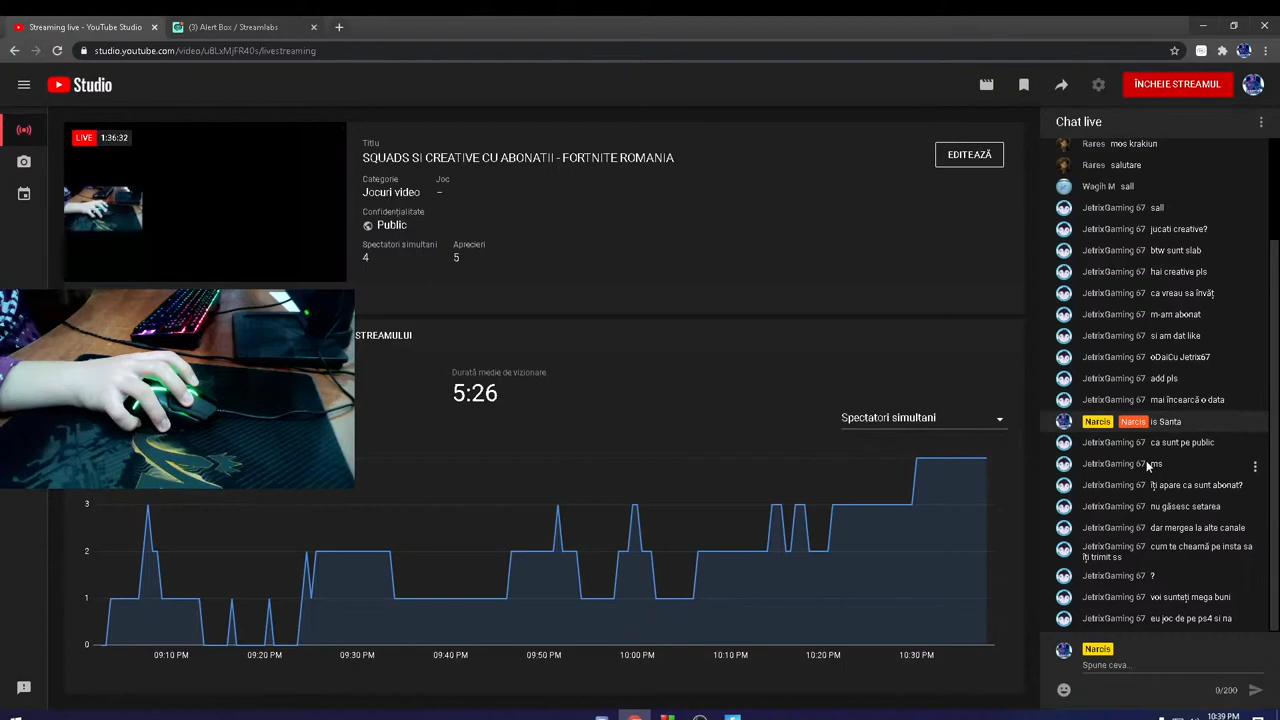 Streaming live - YouTube Studio
(3) Alert Box / Streamlabs
studio.youtube.com/video/u8LxMjFR40s/livestreaming
Studio
ÎNCHEIE STREAMUL
LIVE 1:36:32
Titlu
SQUADS SI CREATIVE CU ABONATII - FORTNITE ROMANIA
EDITEAZĂ
Categorie Joc
Jocuri video –
Confidențialitate
Public
Spectatori simultani Aprecieri
4 5
STREAMULUI
Durată medie de vizionare
5:26
Spectatori simultani
3
2
1
0
09:10 PM 09:20 PM 09:30 PM 09:40 PM 09:50 PM 10:00 PM 10:10 PM 10:20 PM 10:30 PM
Chat live
Rares mos krakiun
Rares salutare
Wagih M sall
JetrixGaming 67 sall
JetrixGaming 67 jucati creative?
JetrixGaming 67 btw sunt slab
JetrixGaming 67 hai creative pls
JetrixGaming 67 ca vreau sa învăț
JetrixGaming 67 m-am abonat
JetrixGaming 67 si am dat like
JetrixGaming 67 oDaiCu Jetrix67
JetrixGaming 67 add pls
JetrixGaming 67 mai încearcă o data
Narcis Narcis is Santa
JetrixGaming 67 ca sunt pe public
JetrixGaming 67 ms
JetrixGaming 67 îți apare ca sunt abonat?
JetrixGaming 67 nu găsesc setarea
JetrixGaming 67 dar mergea la alte canale
JetrixGaming 67 cum te cheamă pe insta sa
îți trimit ss
JetrixGaming 67 ?
JetrixGaming 67 voi sunteți mega buni
JetrixGaming 67 eu joc de pe ps4 si na
Narcis
Spune ceva...
0/200
10:39 PM